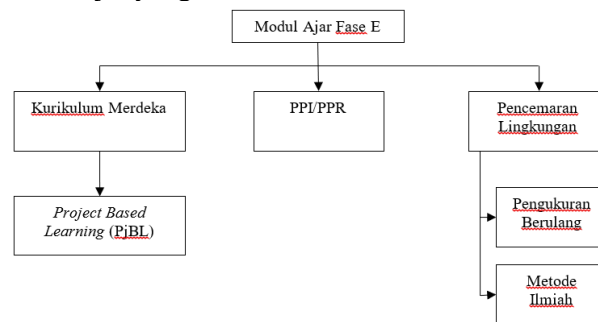 Modul Ajar Fase E
Kurikulum Merdeka
PPI/PPR
Pencemaran
Lingkungan
Project Based
Learning (PjBL)
Pengukuran
Berulang
Metode
Ilmiah